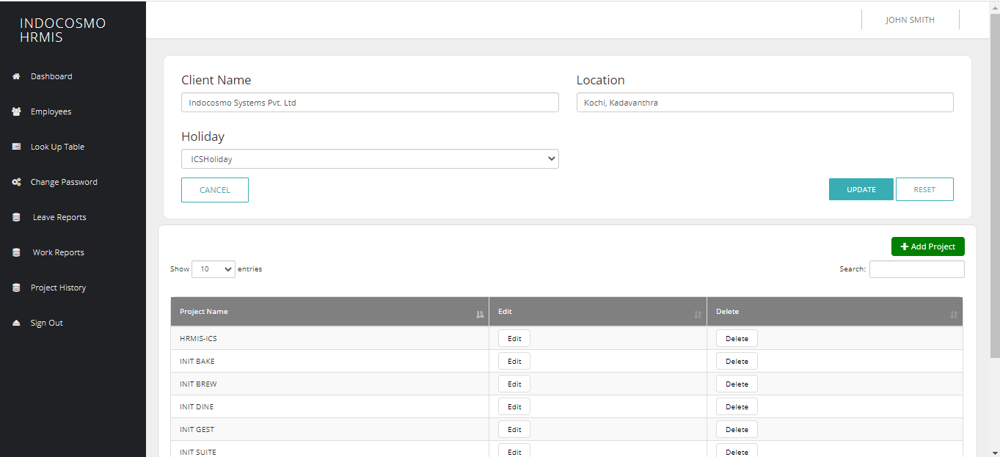 INDOCOSMO
HRMIS
JOHN SMITH
Dashboard
Employees
Look Up Table
Change Password
Leave Reports
Work Reports
Project History
Sign Out
Client Name Location
Indocosmo Systems Pvt. Ltd Kochi, Kadavanthra
Holiday
ICSHoliday
CANCEL UPDATE RESET
Add Project
Show 10 entries Search:
Project Name Edit Delete
HRMIS-ICS Edit Delete
INIT BAKE Edit Delete
INIT BREW Edit Delete
INIT DINE Edit Delete
INIT GEST Edit Delete
INIT SUITE Edit Delete